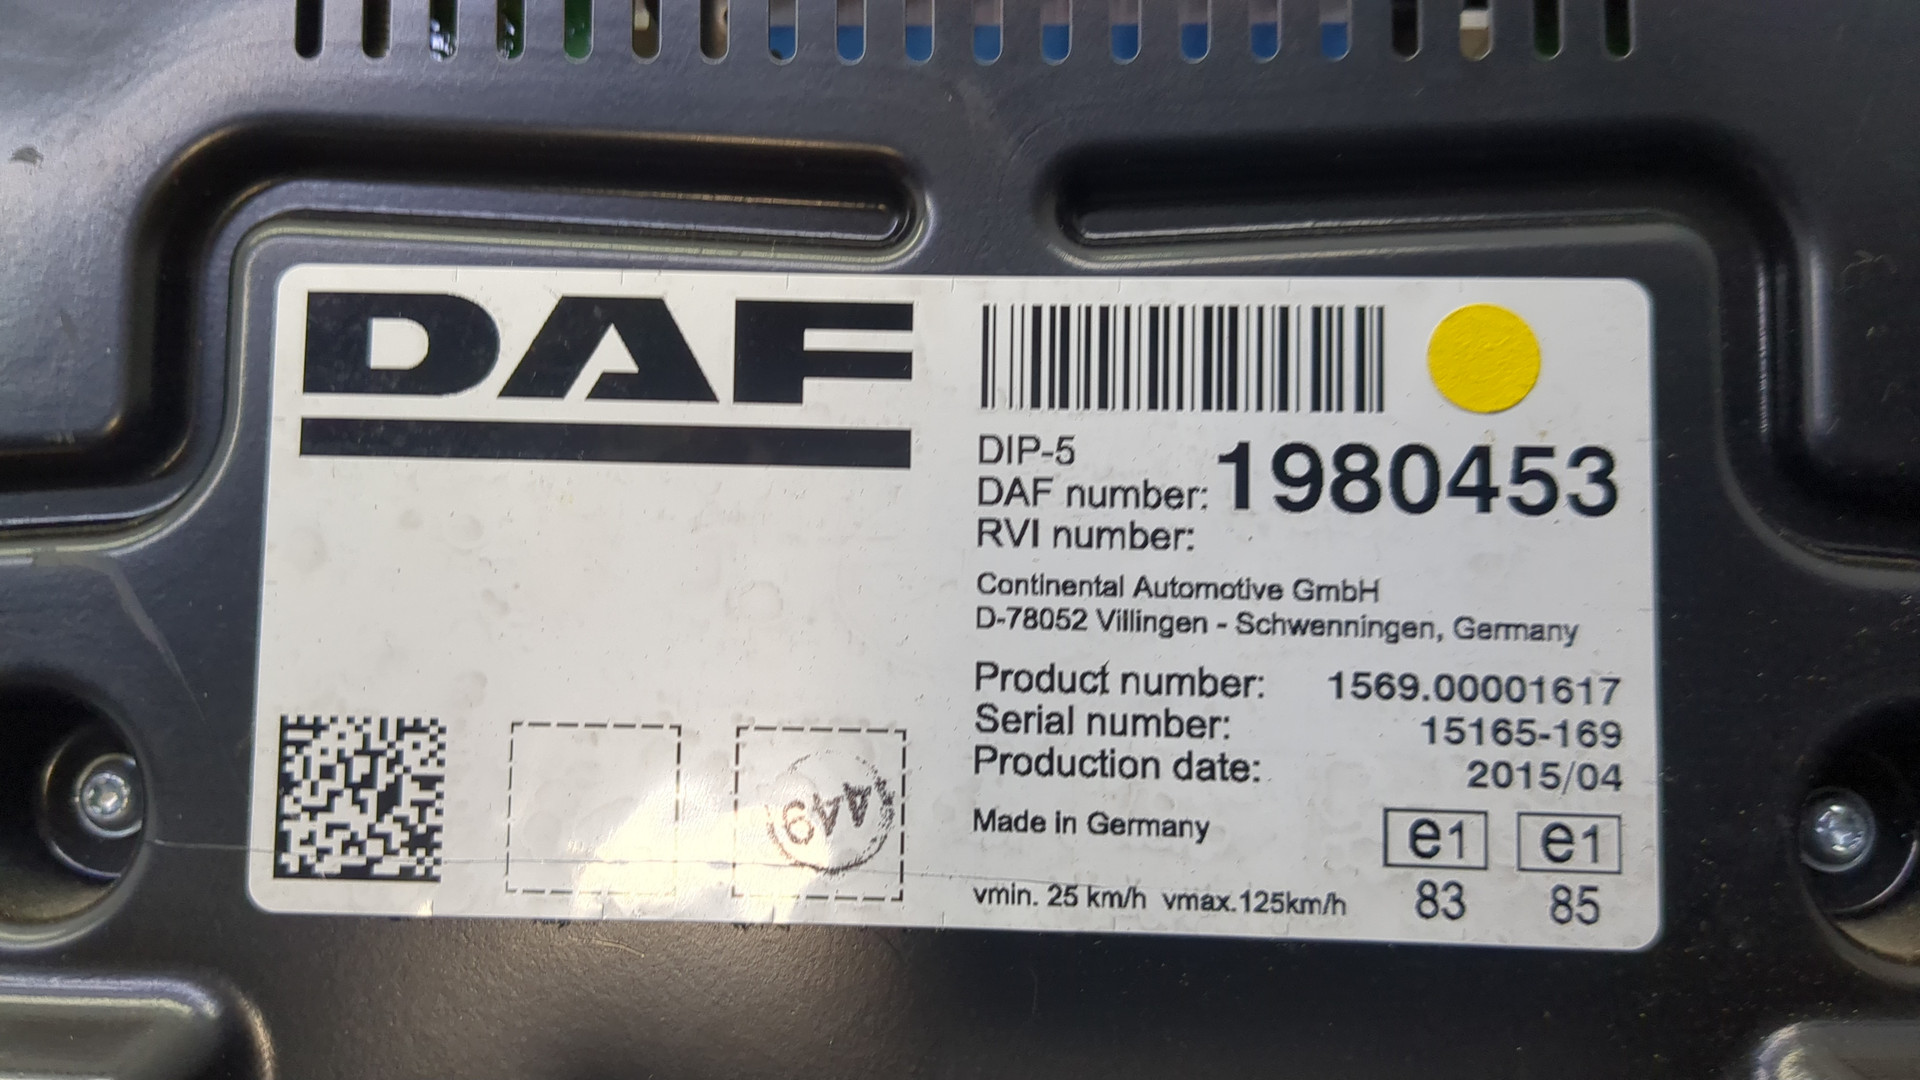 DAF
DIP-5
DAF number: 1980453
RVI number:
Continental Automotive GmbH
D-78052 Villingen - Schwenningen, Germany
Product number: 1569.00001617
Serial number: 15165-169
Production date: 2015/04
Made in Germany
e1 e1
vmin. 25 km/h vmax.125km/h 83 85